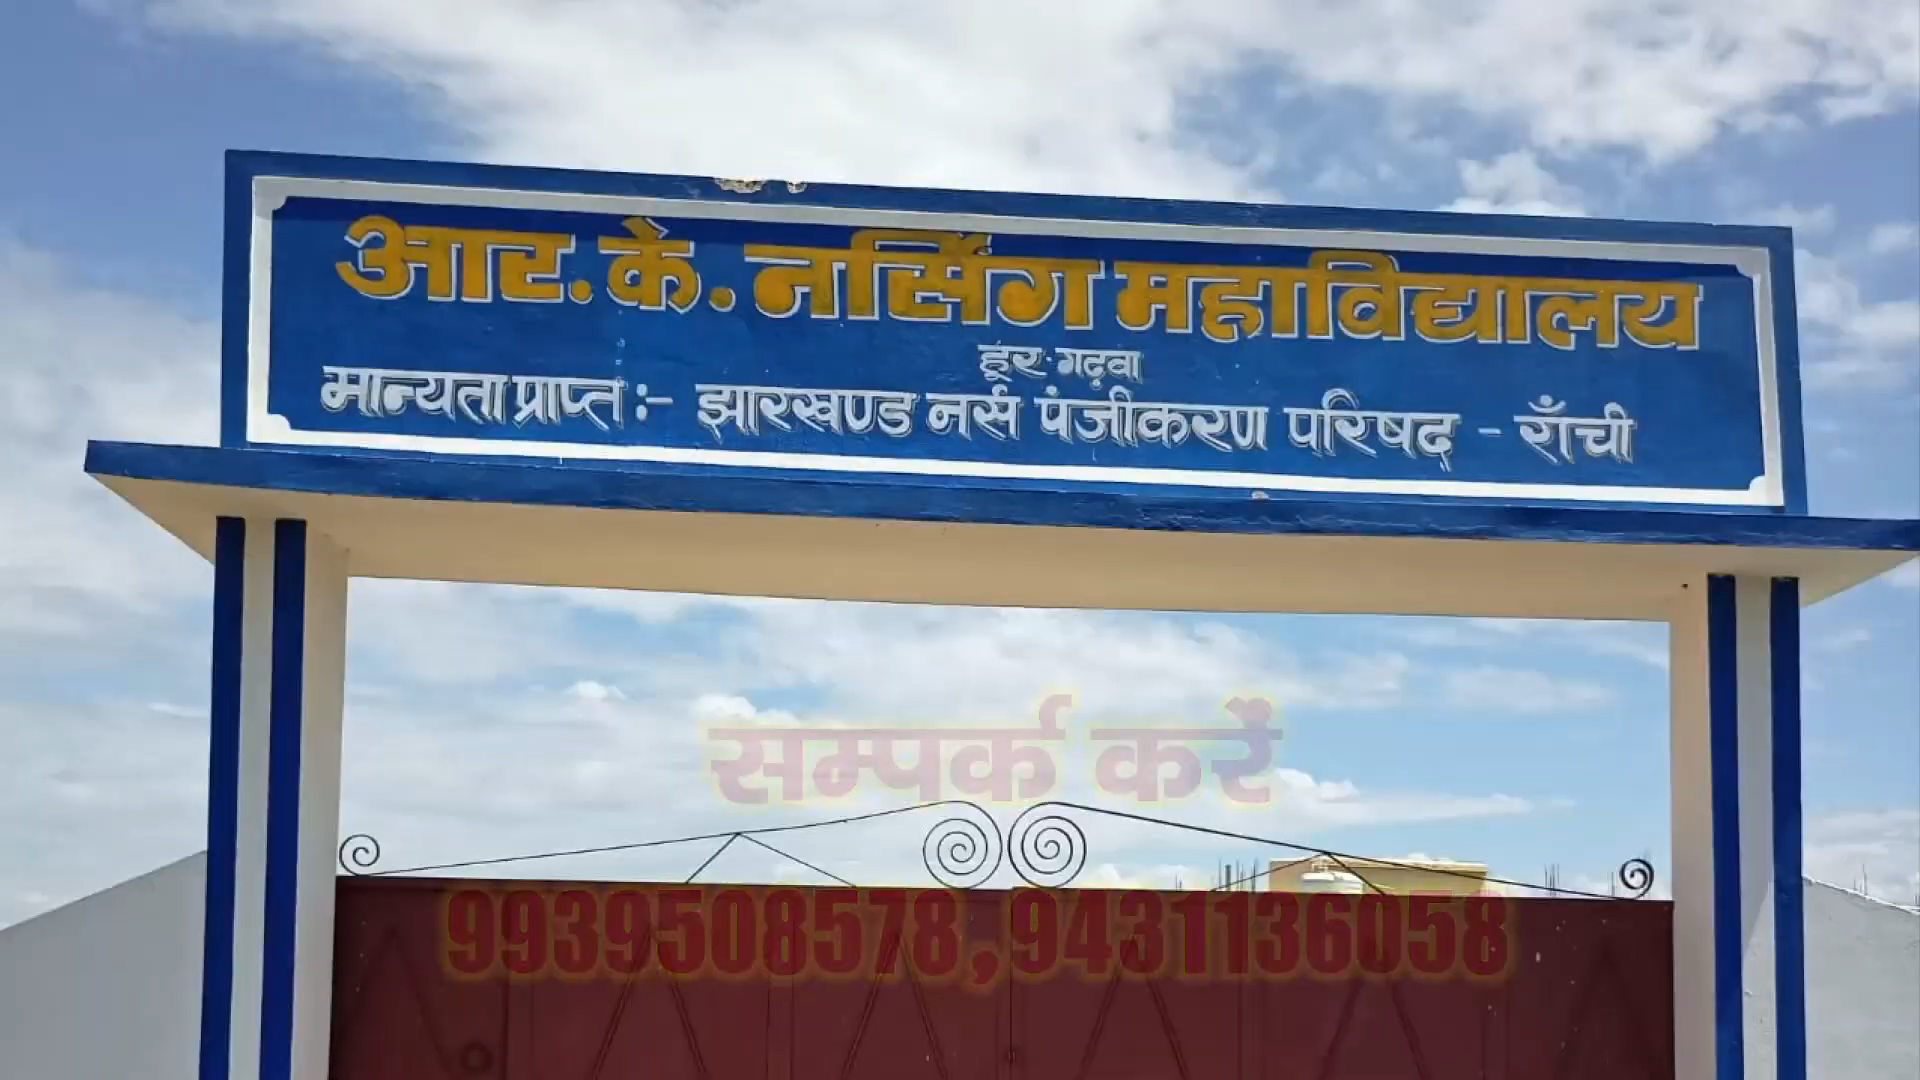 आर. के. नर्सिंग महाविद्यालय
हूर-गढ़वा
मान्यता प्राप्त :- झारखण्ड नर्स पंजीकरण परिषद - राँची
सम्पर्क करें
9939508578,9431136058